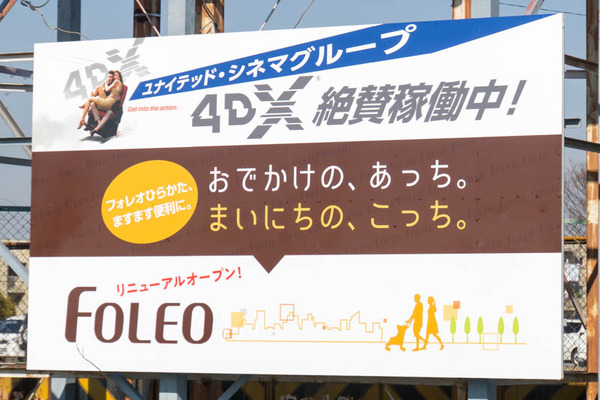 4DX
ユナイテッド・シネマグループ
Get into the action.
4DX 絶賛稼働中!
フォレオひらかた、
ますます便利に。
おでかけの、あっち。
まいにちの、こっち。
リニューアルオープン!
FOLEO